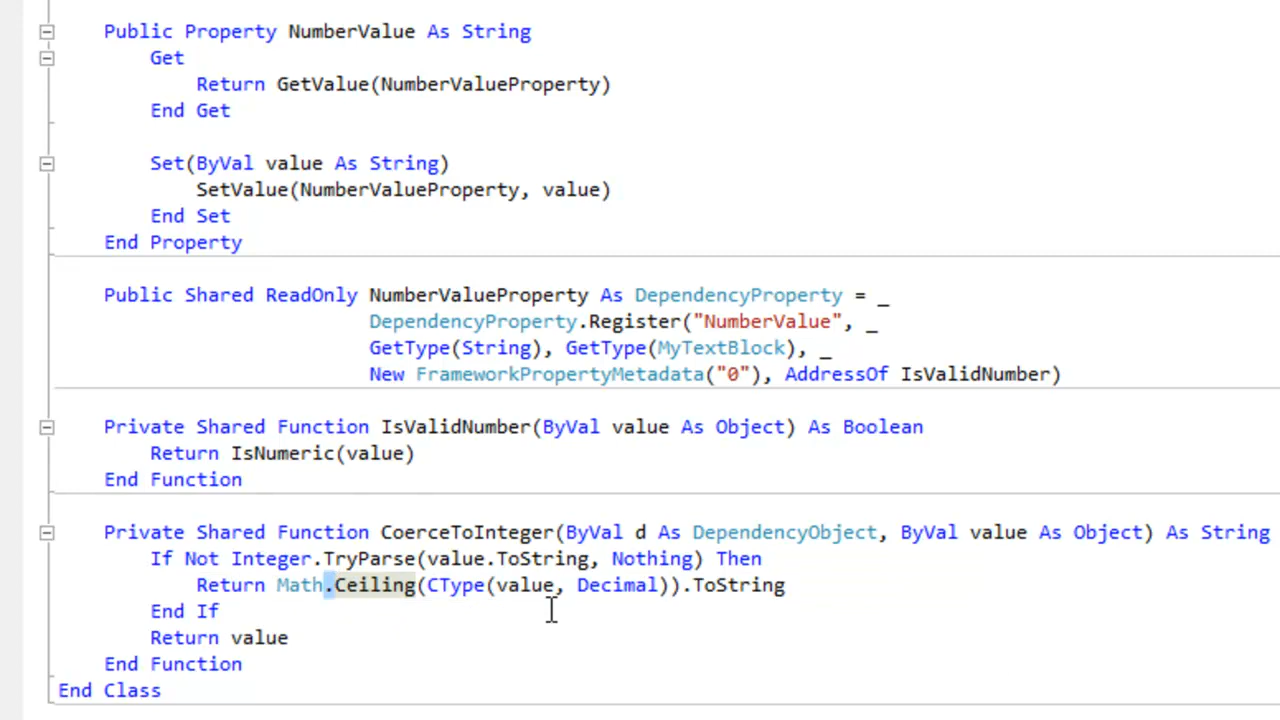 Public Property NumberValue As String
Get
Return GetValue(NumberValueProperty)
End Get
Set(ByVal value As String)
SetValue(NumberValueProperty, value)
End Set
End Property
Public Shared ReadOnly NumberValueProperty As DependencyProperty = _
DependencyProperty.Register("NumberValue", _
GetType(String), GetType(MyTextBlock), _
New FrameworkPropertyMetadata("0"), AddressOf IsValidNumber)
Private Shared Function IsValidNumber(ByVal value As Object) As Boolean
Return IsNumeric(value)
End Function
Private Shared Function CoerceToInteger(ByVal d As DependencyObject, ByVal value As Object) As String
If Not Integer.TryParse(value.ToString, Nothing) Then
Return Math.Ceiling(CType(value, Decimal)).ToString
End If
Return value
End Function
End Class